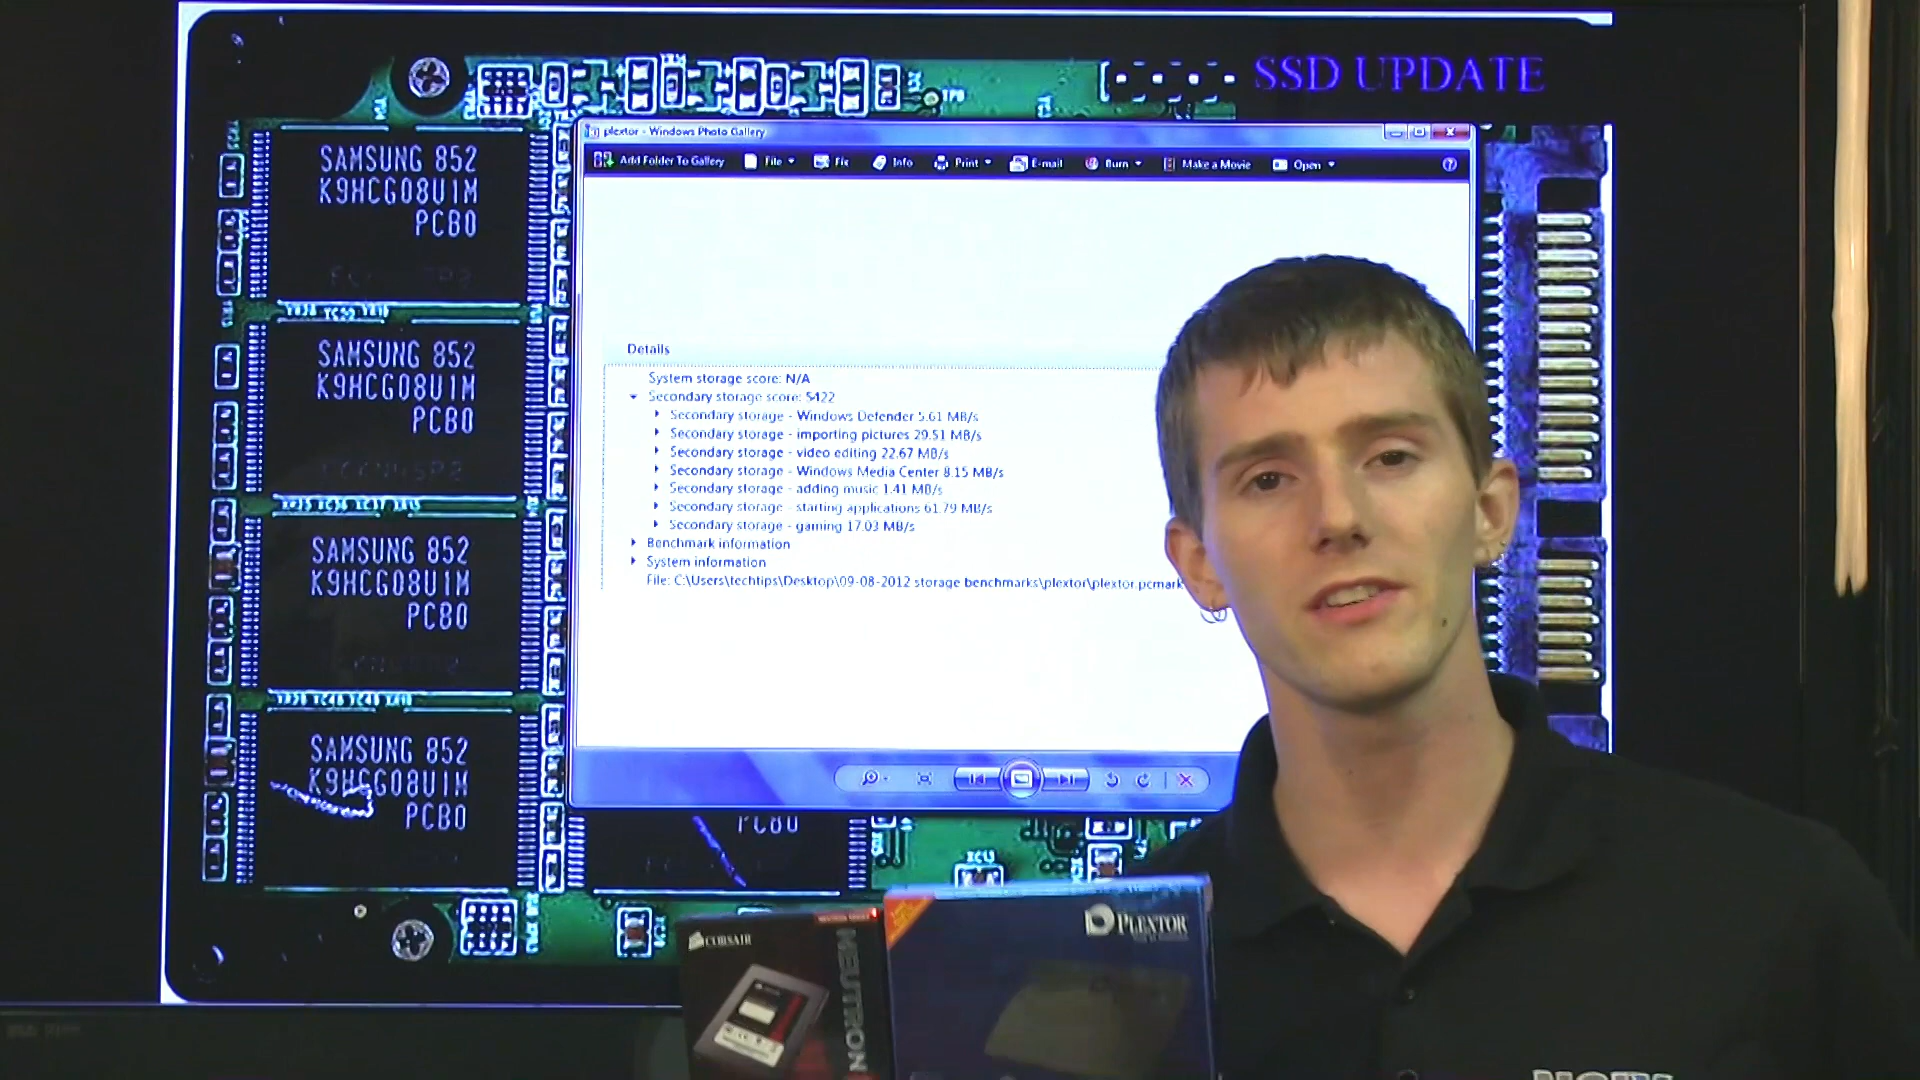 SSD UPDATE
SAMSUNG 852
K9HCG08U1M
PCB0
SAMSUNG 852
K9HCG08U1M
PCB0
SAMSUNG 852
K9HCG08U1M
PCB0
SAMSUNG 852
K9HCG08U1M
PCB0
PCB0
plextor - Windows Photo Gallery
Add Folder To Gallery File Fix Info Print E-mail Burn Make a Movie Open
Details
System storage score: N/A
Secondary storage score: 5422
Secondary storage - Windows Defender 5.61 MB/s
Secondary storage - importing pictures 29.51 MB/s
Secondary storage - video editing 22.67 MB/s
Secondary storage - Windows Media Center 8.15 MB/s
Secondary storage - adding music 1.41 MB/s
Secondary storage - starting applications 61.79 MB/s
Secondary storage - gaming 17.03 MB/s
Benchmark information
System information
File: C:\Users\techtips\Desktop\09-08-2012 storage benchmarks\plextor\plextor.pcmark
CORSAIR
NEUTRON
PLEXTOR